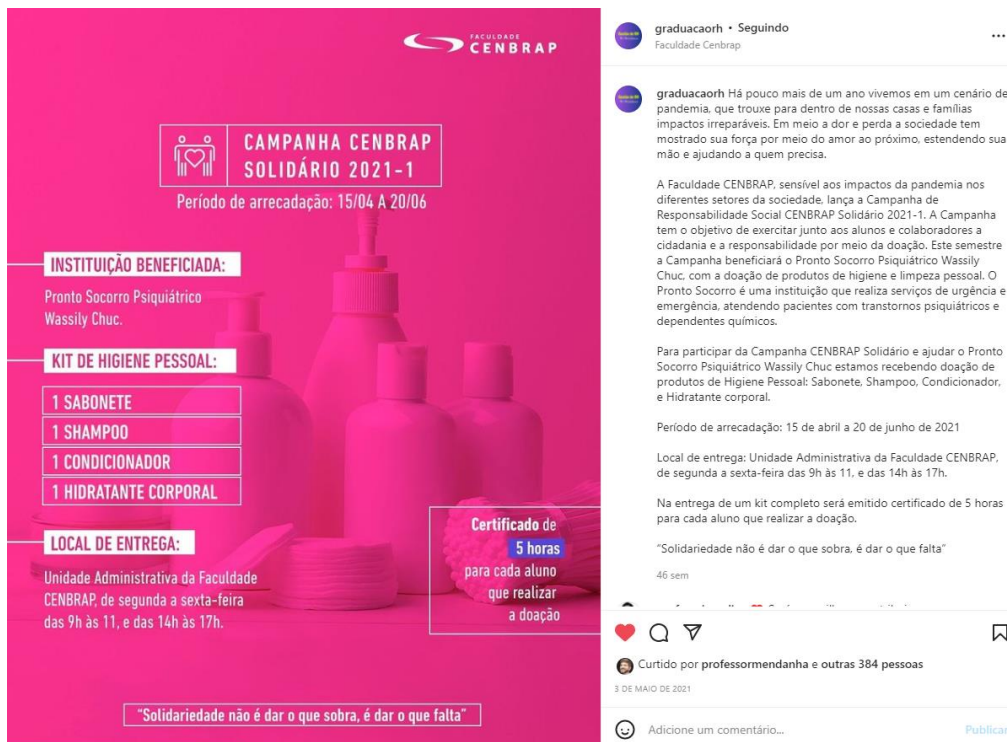 FACULDADE
CENBRAP
CAMPANHA CENBRAP
SOLIDÁRIO 2021-1
Período de arrecadação: 15/04 A 20/06
INSTITUIÇÃO BENEFICIADA:
Pronto Socorro Psiquiátrico
Wassily Chuc.
KIT DE HIGIENE PESSOAL:
1 SABONETE
1 SHAMPOO
1 CONDICIONADOR
1 HIDRATANTE CORPORAL
LOCAL DE ENTREGA:
Unidade Administrativa da Faculdade
CENBRAP, de segunda a sexta-feira
das 9h às 11, e das 14h às 17h.
Certificado de
5 horas
para cada aluno
que realizar
a doação
“Solidariedade não é dar o que sobra, é dar o que falta”
graduacaorh • Seguindo
Faculdade Cenbrap
graduacaorh Há pouco mais de um ano vivemos em um cenário de
pandemia, que trouxe para dentro de nossas casas e famílias
impactos irreparáveis. Em meio a dor e perda a sociedade tem
mostrado sua força por meio do amor ao próximo, estendendo sua
mão e ajudando a quem precisa.
A Faculdade CENBRAP, sensível aos impactos da pandemia nos
diferentes setores da sociedade, lança a Campanha de
Responsabilidade Social CENBRAP Solidário 2021-1. A Campanha
tem o objetivo de exercitar junto aos alunos e colaboradores a
cidadania e a responsabilidade por meio da doação. Este semestre
a Campanha beneficiará o Pronto Socorro Psiquiátrico Wassily
Chuc, com a doação de produtos de higiene e limpeza pessoal. O
Pronto Socorro é uma instituição que realiza serviços de urgência e
emergência, atendendo pacientes com transtornos psiquiátricos e
dependentes químicos.
Para participar da Campanha CENBRAP Solidário e ajudar o Pronto
Socorro Psiquiátrico Wassily Chuc estamos recebendo doação de
produtos de Higiene Pessoal: Sabonete, Shampoo, Condicionador,
e Hidratante corporal.
Período de arrecadação: 15 de abril a 20 de junho de 2021
Local de entrega: Unidade Administrativa da Faculdade CENBRAP,
de segunda a sexta-feira das 9h às 11, e das 14h às 17h.
Na entrega de um kit completo será emitido certificado de 5 horas
para cada aluno que realizar a doação.
“Solidariedade não é dar o que sobra, é dar o que falta”
46 sem
Curtido por professormendanha e outras 384 pessoas
3 DE MAIO DE 2021
Adicione um comentário...
Publicar